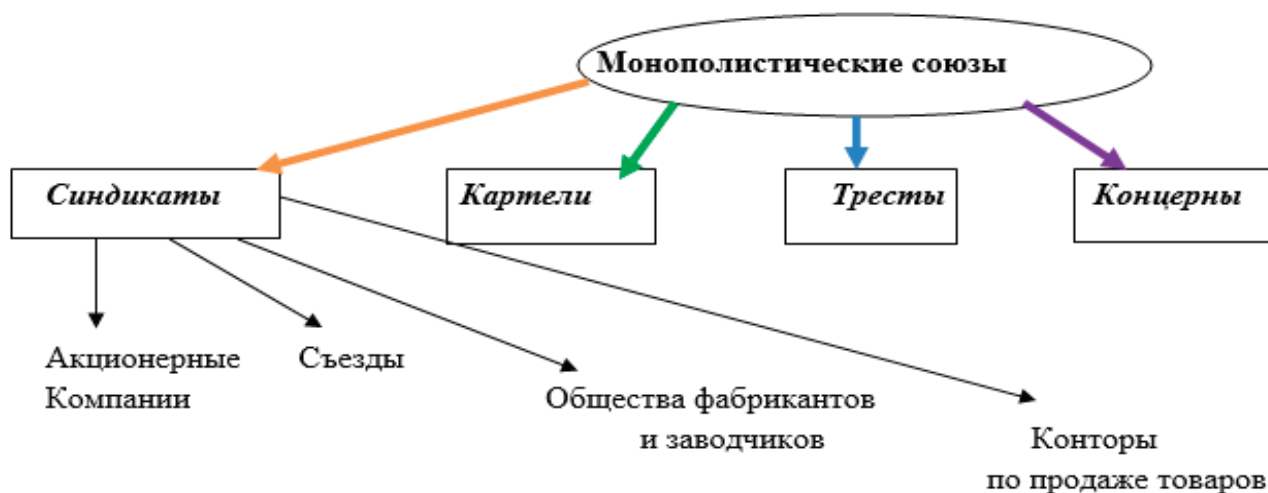 Монополистические союзы
Синдикаты
Картели
Тресты
Концерны
Акционерные
Компании
Съезды
Общества фабрикантов
и заводчиков
Конторы
по продаже товаров